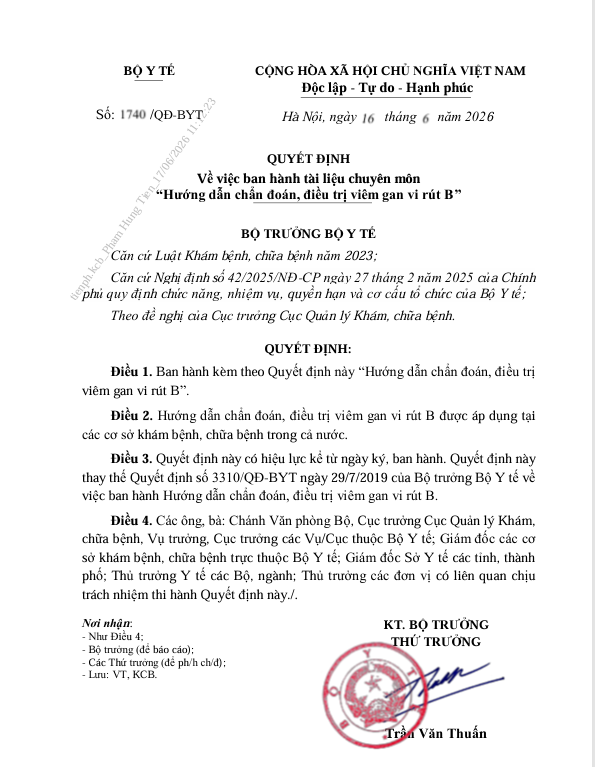 BỘ Y TẾ
CỘNG HÒA XÃ HỘI CHỦ NGHĨA VIỆT NAM
Độc lập - Tự do - Hạnh phúc
Số: 1740 /QĐ-BYT
Hà Nội, ngày 16 tháng 6 năm 2026
tienph.kcb_Pham Hung Tien_17/06/2026 11:12:23
QUYẾT ĐỊNH
Về việc ban hành tài liệu chuyên môn
“Hướng dẫn chẩn đoán, điều trị viêm gan vi rút B”
BỘ TRƯỞNG BỘ Y TẾ
Căn cứ Luật Khám bệnh, chữa bệnh năm 2023;
Căn cứ Nghị định số 42/2025/NĐ-CP ngày 27 tháng 2 năm 2025 của Chính
phủ quy định chức năng, nhiệm vụ, quyền hạn và cơ cấu tổ chức của Bộ Y tế;
Theo đề nghị của Cục trưởng Cục Quản lý Khám, chữa bệnh.
QUYẾT ĐỊNH:
Điều 1. Ban hành kèm theo Quyết định này “Hướng dẫn chẩn đoán, điều trị
viêm gan vi rút B”.
Điều 2. Hướng dẫn chẩn đoán, điều trị viêm gan vi rút B được áp dụng tại
các cơ sở khám bệnh, chữa bệnh trong cả nước.
Điều 3. Quyết định này có hiệu lực kể từ ngày ký, ban hành. Quyết định này
thay thế Quyết định số 3310/QĐ-BYT ngày 29/7/2019 của Bộ trưởng Bộ Y tế về
việc ban hành Hướng dẫn chẩn đoán, điều trị viêm gan vi rút B.
Điều 4. Các ông, bà: Chánh Văn phòng Bộ, Cục trưởng Cục Quản lý Khám,
chữa bệnh, Vụ trưởng, Cục trưởng các Vụ/Cục thuộc Bộ Y tế; Giám đốc các cơ
sở khám bệnh, chữa bệnh trực thuộc Bộ Y tế; Giám đốc Sở Y tế các tỉnh, thành
phố; Thủ trưởng Y tế các Bộ, ngành; Thủ trưởng các đơn vị có liên quan chịu
trách nhiệm thi hành Quyết định này./.
Nơi nhận:
- Như Điều 4;
- Bộ trưởng (để báo cáo);
- Các Thứ trưởng (để ph/h ch/đ);
- Lưu: VT, KCB.
KT. BỘ TRƯỞNG
THỨ TRƯỞNG
BỘ Y TẾ
Trần Văn Thuấn